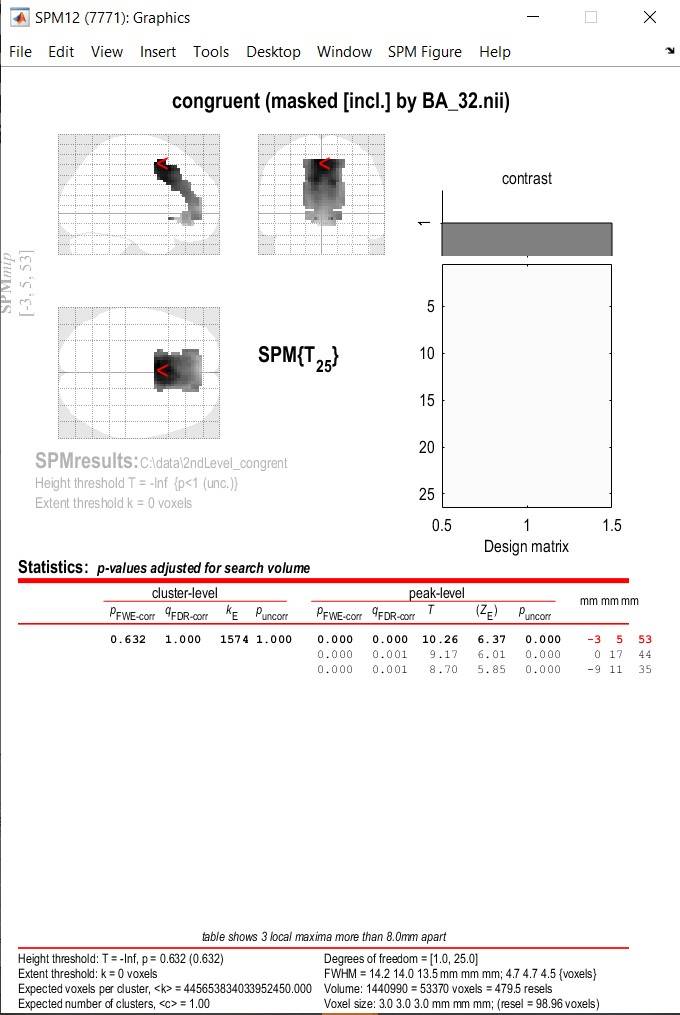 SPM12 (7771): Graphics
File Edit View Insert Tools Desktop Window SPM Figure Help
congruent (masked [incl.] by BA_32.nii)
SPMmip
[-3, 5, 53]
<
<
<
SPM{T25}
contrast
1
5
10
15
20
25
0.5 1 1.5
Design matrix
SPMresults: C:\data\2ndLevel_congrent
Height threshold T = -Inf {p<1 (unc.)}
Extent threshold k = 0 voxels
Statistics: p-values adjusted for search volume
cluster-level peak-level
mm mm mm
pFWE-corr qFDR-corr kE puncorr pFWE-corr qFDR-corr T (ZE) puncorr
0.632 1.000 1574 1.000 0.000 0.000 10.26 6.37 0.000 -3 5 53
0.000 0.001 9.17 6.01 0.000 0 17 44
0.000 0.001 8.70 5.85 0.000 -9 11 35
table shows 3 local maxima more than 8.0mm apart
Height threshold: T = -Inf, p = 0.632 (0.632) Degrees of freedom = [1.0, 25.0]
Extent threshold: k = 0 voxels FWHM = 14.2 14.0 13.5 mm mm mm; 4.7 4.7 4.5 {voxels}
Expected voxels per cluster, <k> = 445653834033952450.000 Volume: 1440990 = 53370 voxels = 479.5 resels
Expected number of clusters, <c> = 1.00 Voxel size: 3.0 3.0 3.0 mm mm mm; (resel = 98.96 voxels)